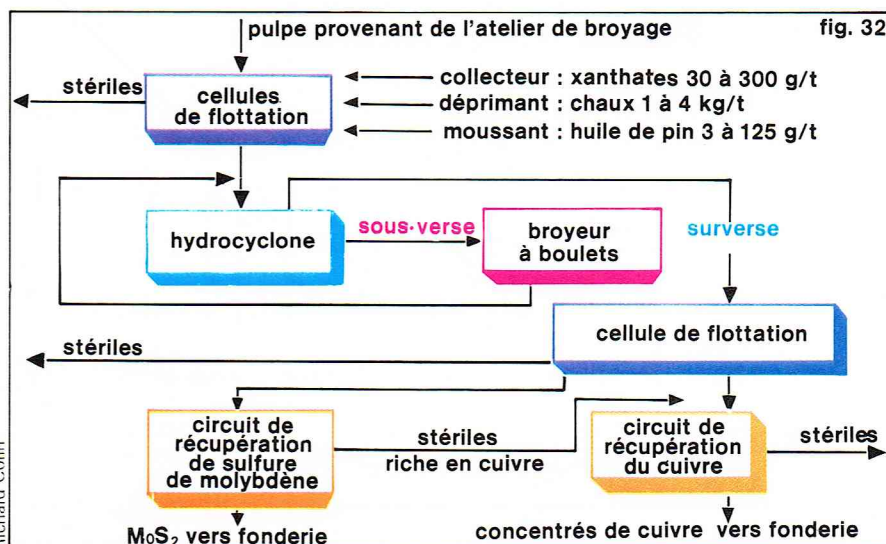 pulpe provenant de l'atelier de broyage
fig. 32
stériles
cellules
de flottation
collecteur : xanthates 30 à 300 g/t
déprimant : chaux 1 à 4 kg/t
moussant : huile de pin 3 à 125 g/t
hydrocyclone
sous-verse
broyeur
à boulets
surverse
cellule de flottation
stériles
circuit de
récupération
de sulfure
de molybdène
stériles
riche en cuivre
circuit de
récupération
du cuivre
stériles
MoS₂ vers fonderie
concentrés de cuivre vers fonderie